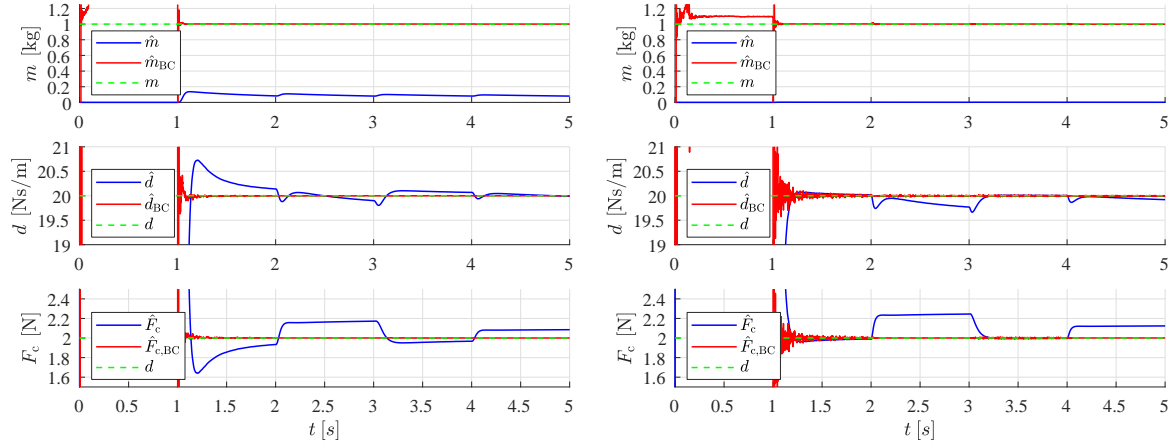 1.2
1
0.8
0.6
0.4
0.2
0
m [kg]
m̂
m̂_BC
m
0 1 2 3 4 5
21
20.5
20
19.5
19
d [Ns/m]
d̂
d̂_BC
d
0 1 2 3 4 5
2.4
2.2
2
1.8
1.6
F_c [N]
F̂_c
F̂_c,BC
d
0 0.5 1 1.5 2 2.5 3 3.5 4 4.5 5
t [s]
1.2
1
0.8
0.6
0.4
0.2
0
m [kg]
m̂
m̂_BC
m
0 1 2 3 4 5
21
20.5
20
19.5
19
d [Ns/m]
d̂
d̂_BC
d
0 1 2 3 4 5
2.4
2.2
2
1.8
1.6
F_c [N]
F̂_c
F̂_c,BC
d
0 0.5 1 1.5 2 2.5 3 3.5 4 4.5 5
t [s]